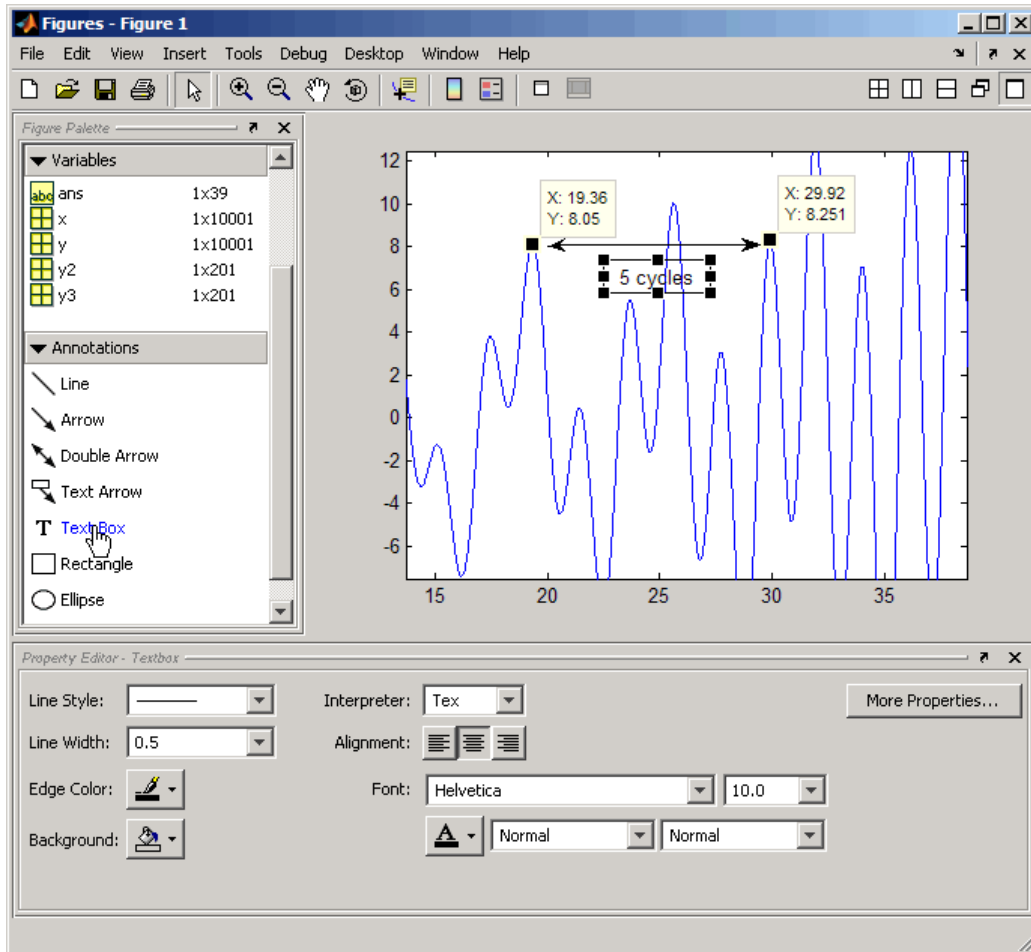 Figures - Figure 1
File Edit View Insert Tools Debug Desktop Window Help
Figure Palette
Variables
abc ans 1x39
x 1x10001
y 1x10001
y2 1x201
y3 1x201
Annotations
Line
Arrow
Double Arrow
Text Arrow
T Text Box
Rectangle
Ellipse
12
10
8
6
4
2
0
-2
-4
-6
15 20 25 30 35
X: 19.36
Y: 8.05
X: 29.92
Y: 8.251
5 cycles
Property Editor - Textbox
Line Style: Interpreter: Tex More Properties...
Line Width: 0.5 Alignment:
Edge Color: Font: Helvetica 10.0
Background: A Normal Normal